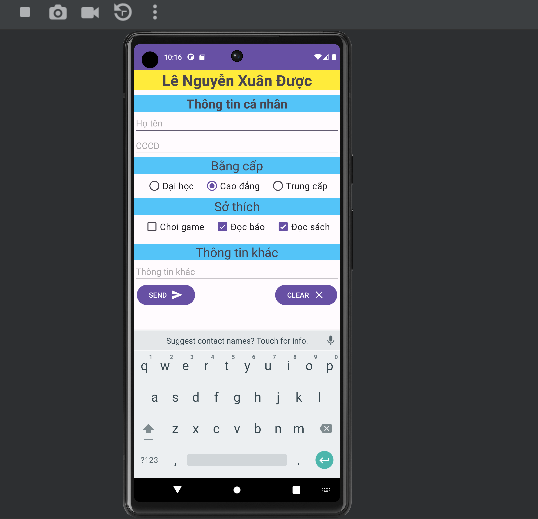 10:16
Lê Nguyễn Xuân Được
Thông tin cá nhân
Họ tên
CCCD
Bằng cấp
Đại học Cao đẳng Trung cấp
Sở thích
Chơi game Đọc báo Đọc sách
Thông tin khác
Thông tin khác
SEND CLEAR
Suggest contact names? Touch for info.
1 2 3 4 5 6 7 8 9 0
q w e r t y u i o p
a s d f g h j k l
z x c v b n m
?123 , .